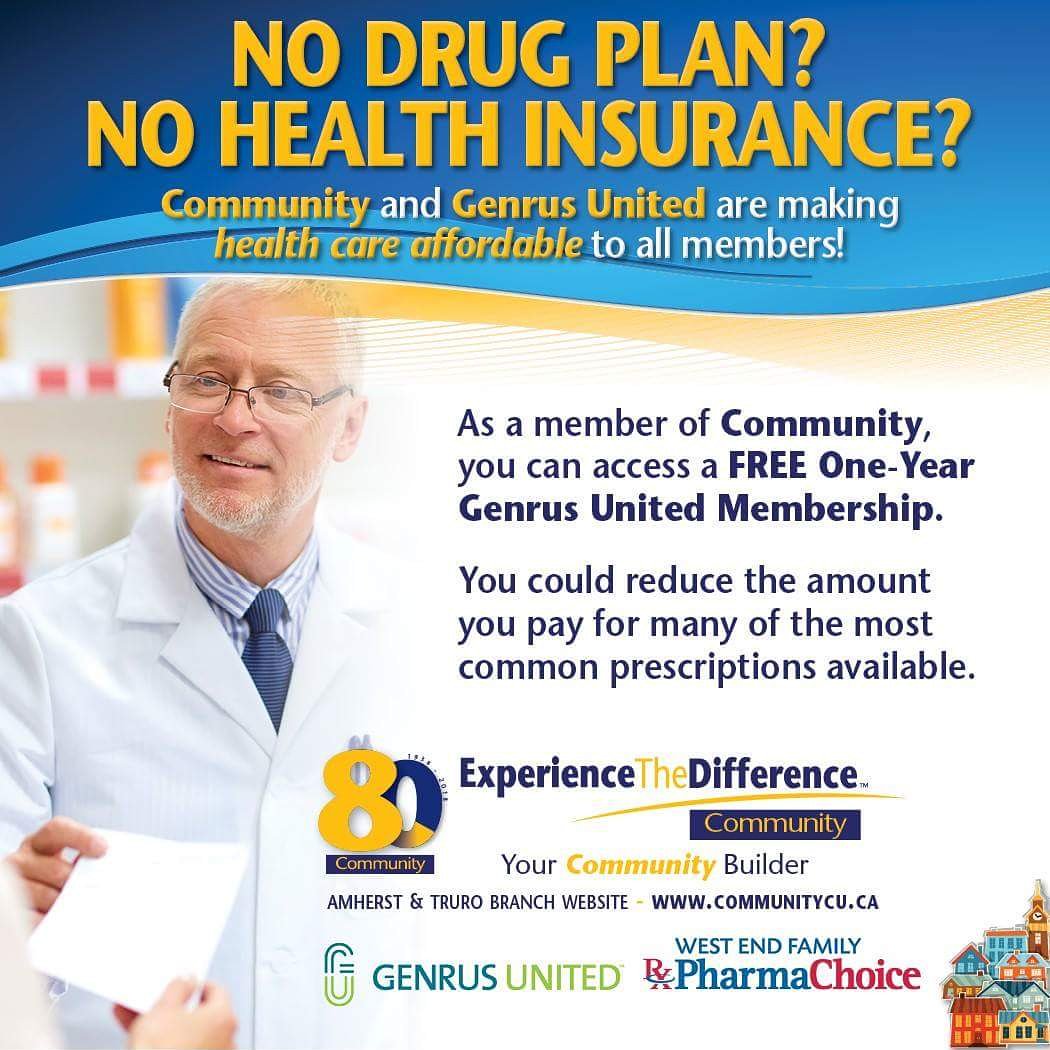 NO DRUG PLAN?
NO HEALTH INSURANCE?
Community and Genrus United are making
health care affordable to all members!
As a member of Community,
you can access a FREE One-Year
Genrus United Membership.
You could reduce the amount
you pay for many of the most
common prescriptions available.
1938 - 2018
80
Community
ExperienceTheDifference™
Community
Your Community Builder
AMHERST & TRURO BRANCH WEBSITE - WWW.COMMUNITYCU.CA
GENRUS UNITED™
WEST END FAMILY
Rx PharmaChoice